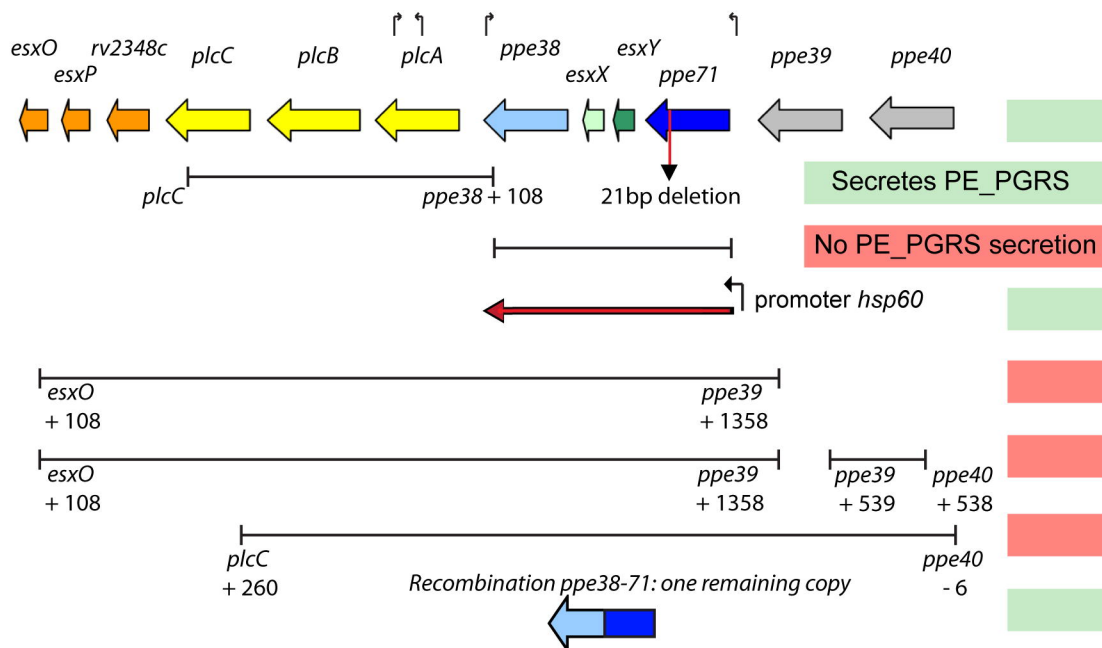 esxO
esxP
rv2348c
plcC
plcB
plcA
ppe38
esxX
esxY
ppe71
ppe39
ppe40
plcC
ppe38 + 108
21bp deletion
Secretes PE_PGRS
No PE_PGRS secretion
promoter hsp60
esxO
+ 108
ppe39
+ 1358
esxO
+ 108
ppe39
+ 1358
ppe39
+ 539
ppe40
+ 538
plcC
+ 260
ppe40
- 6
Recombination ppe38-71: one remaining copy